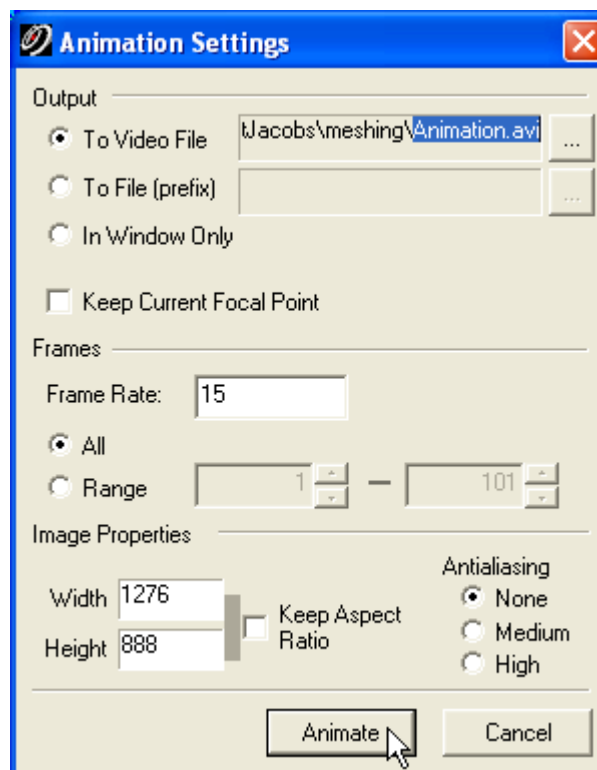 Animation Settings
Output
To Video File
Jacobs\meshing\Animation.avi
...
To File (prefix)
...
In Window Only
Keep Current Focal Point
Frames
Frame Rate: 15
All
Range 1 — 101
Image Properties
Width 1276
Height 888
Keep Aspect
Ratio
Antialiasing
None
Medium
High
Animate
Cancel